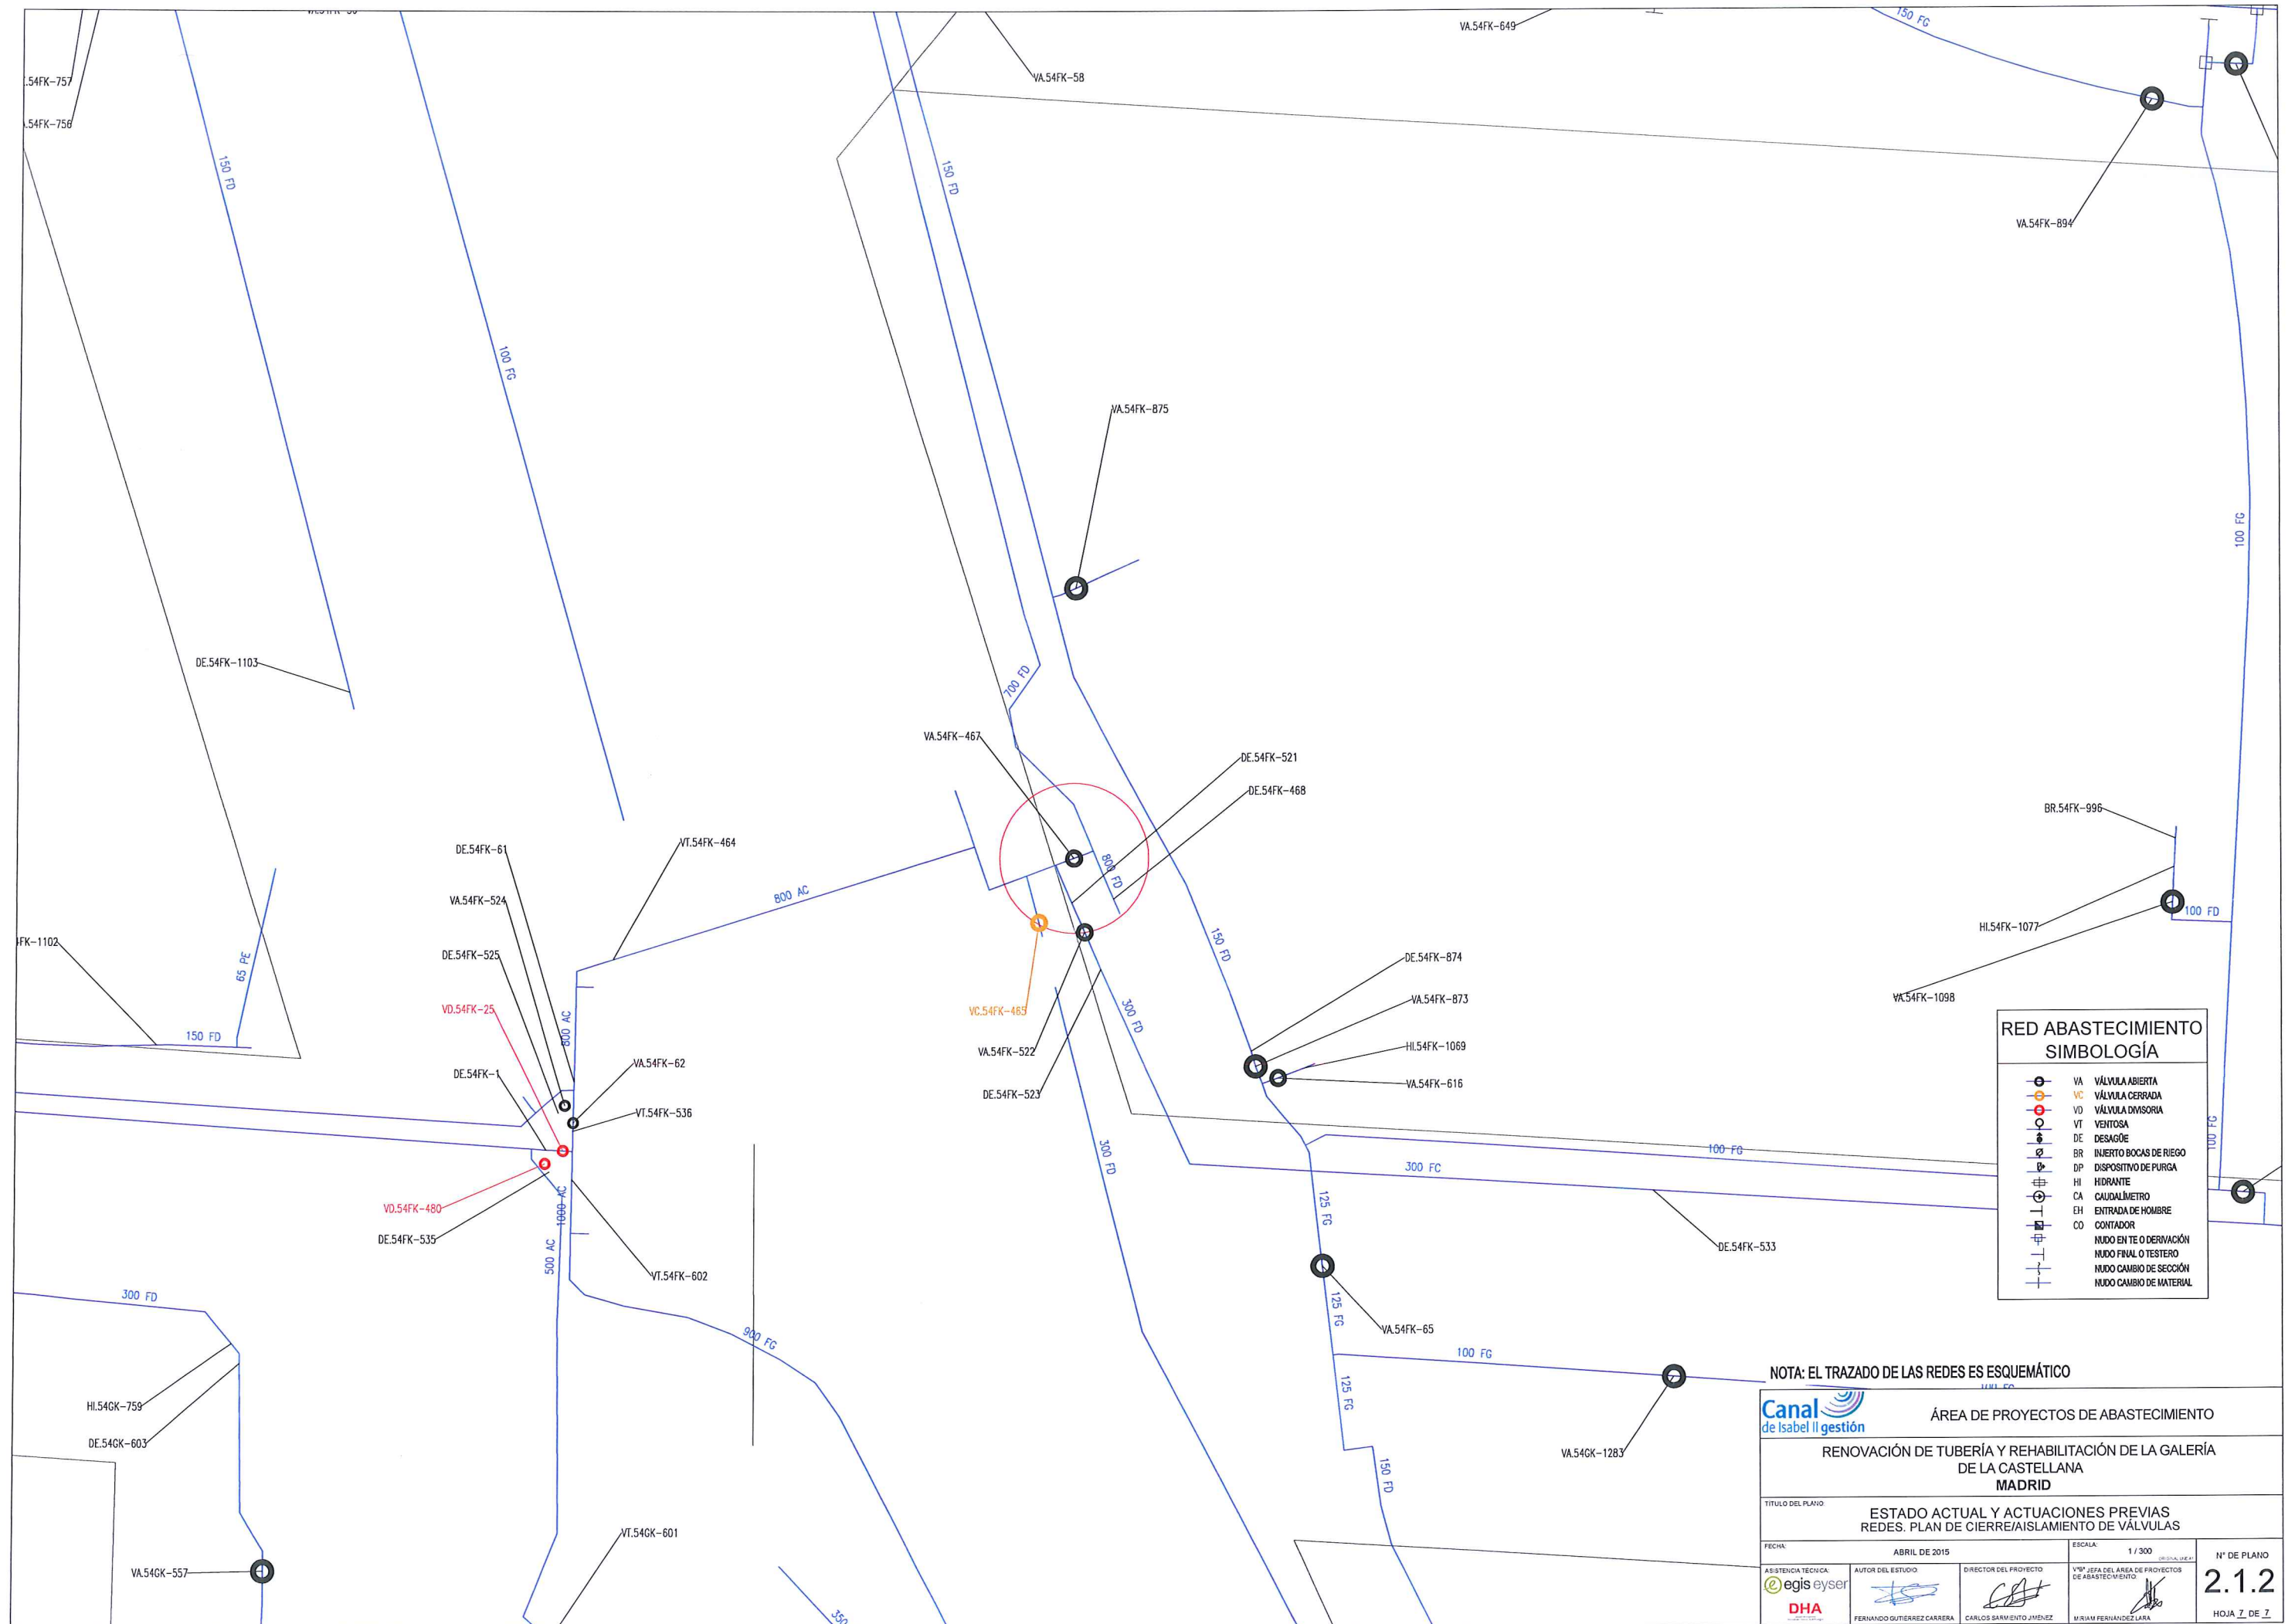 VA.54FK-649
150 FG
VA.54FK-58
.54FK-757
.54FK-756
150 FD
150 FD
VA.54FK-894
100 FG
VA.54FK-875
100 FG
DE.54FK-1103
700 FD
VA.54FK-467
DE.54FK-521
DE.54FK-468
BR.54FK-996
DE.54FK-61
VT.54FK-464
800 FD
800 AC
VA.54FK-524
100 FD
HI.54FK-1077
FK-1102
65 PE
DE.54FK-525
150 FD
DE.54FK-874
VA.54FK-1098
VA.54FK-873
VD.54FK-25
VC.54FK-465
300 FD
150 FD
800 AC
HI.54FK-1069
VA.54FK-522
VA.54FK-62
DE.54FK-1
VA.54FK-616
DE.54FK-523
VT.54FK-536
100 FG
300 FD
100 FG
300 FC
VD.54FK-480
1000 AC
125 FG
DE.54FK-535
DE.54FK-533
500 AC
VT.54FK-602
300 FD
125 FG
900 FG
VA.54FK-65
100 FG
125 FG
HI.54GK-759
DE.54GK-603
VA.54GK-1283
150 FD
VT.54GK-601
VA.54GK-557
350
RED ABASTECIMIENTO
SIMBOLOGÍA
VA VÁLVULA ABIERTA
VC VÁLVULA CERRADA
VD VÁLVULA DIVISORIA
VT VENTOSA
DE DESAGÜE
BR INJERTO BOCAS DE RIEGO
DP DISPOSITIVO DE PURGA
HI HIDRANTE
CA CAUDALÍMETRO
EH ENTRADA DE HOMBRE
CO CONTADOR
NUDO EN TE O DERIVACIÓN
NUDO FINAL O TESTERO
NUDO CAMBIO DE SECCIÓN
NUDO CAMBIO DE MATERIAL
NOTA: EL TRAZADO DE LAS REDES ES ESQUEMÁTICO
Canal
de Isabel II gestión
ÁREA DE PROYECTOS DE ABASTECIMIENTO
RENOVACIÓN DE TUBERÍA Y REHABILITACIÓN DE LA GALERÍA
DE LA CASTELLANA
MADRID
TÍTULO DEL PLANO:
ESTADO ACTUAL Y ACTUACIONES PREVIAS
REDES. PLAN DE CIERRE/AISLAMIENTO DE VÁLVULAS
FECHA:
ABRIL DE 2015
ESCALA:
1 / 300
Nº DE PLANO
2.1.2
HOJA 7 DE 7
ASISTENCIA TÉCNICA:
egis eyser
DHA
AUTOR DEL ESTUDIO:
FERNANDO GUTIÉRREZ CARRERA
DIRECTOR DEL PROYECTO
CARLOS SARMIENTO JIMÉNEZ
VºBº JEFA DEL ÁREA DE PROYECTOS
DE ABASTECIMIENTO:
MIRIAM FERNÁNDEZ LARA